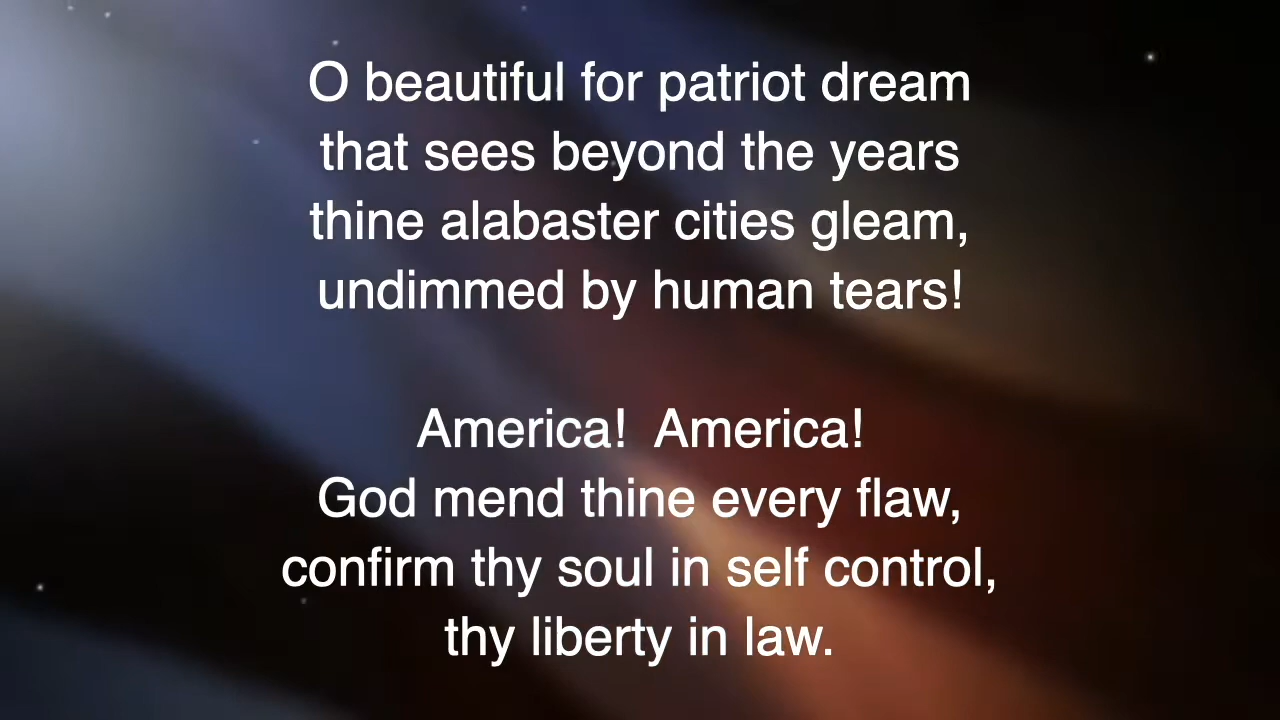 O beautiful for patriot dream
that sees beyond the years
thine alabaster cities gleam,
undimmed by human tears!
America!  America!
God mend thine every flaw,
confirm thy soul in self control,
thy liberty in law.